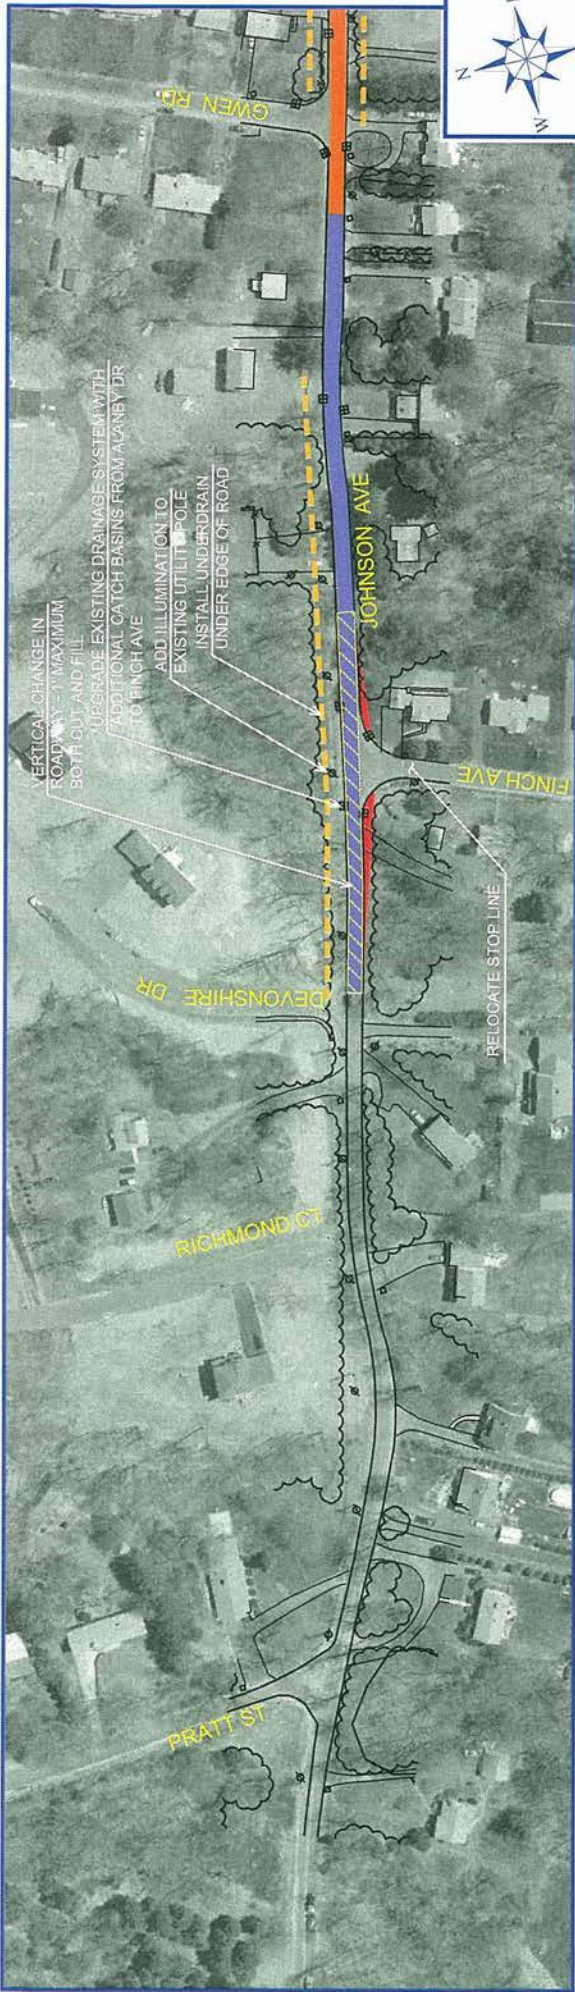 GWEN RD
VERTICAL CHANGE IN
ROADWAY - 1' MAXIMUM
BOTH CUT AND FILL
UPGRADE EXISTING DRAINAGE SYSTEM WITH
ADDITIONAL CATCH BASINS FROM ALANBY DR
TO FINCH AVE
ADD ILLUMINATION TO
EXISTING UTILITY POLE
INSTALL UNDERDRAIN
UNDER EDGE OF ROAD
JOHNSON AVE
FINCH AVE
RELOCATE STOP LINE
DEVONSHIRE DR
RICHMOND CT
PRATT ST
N
W